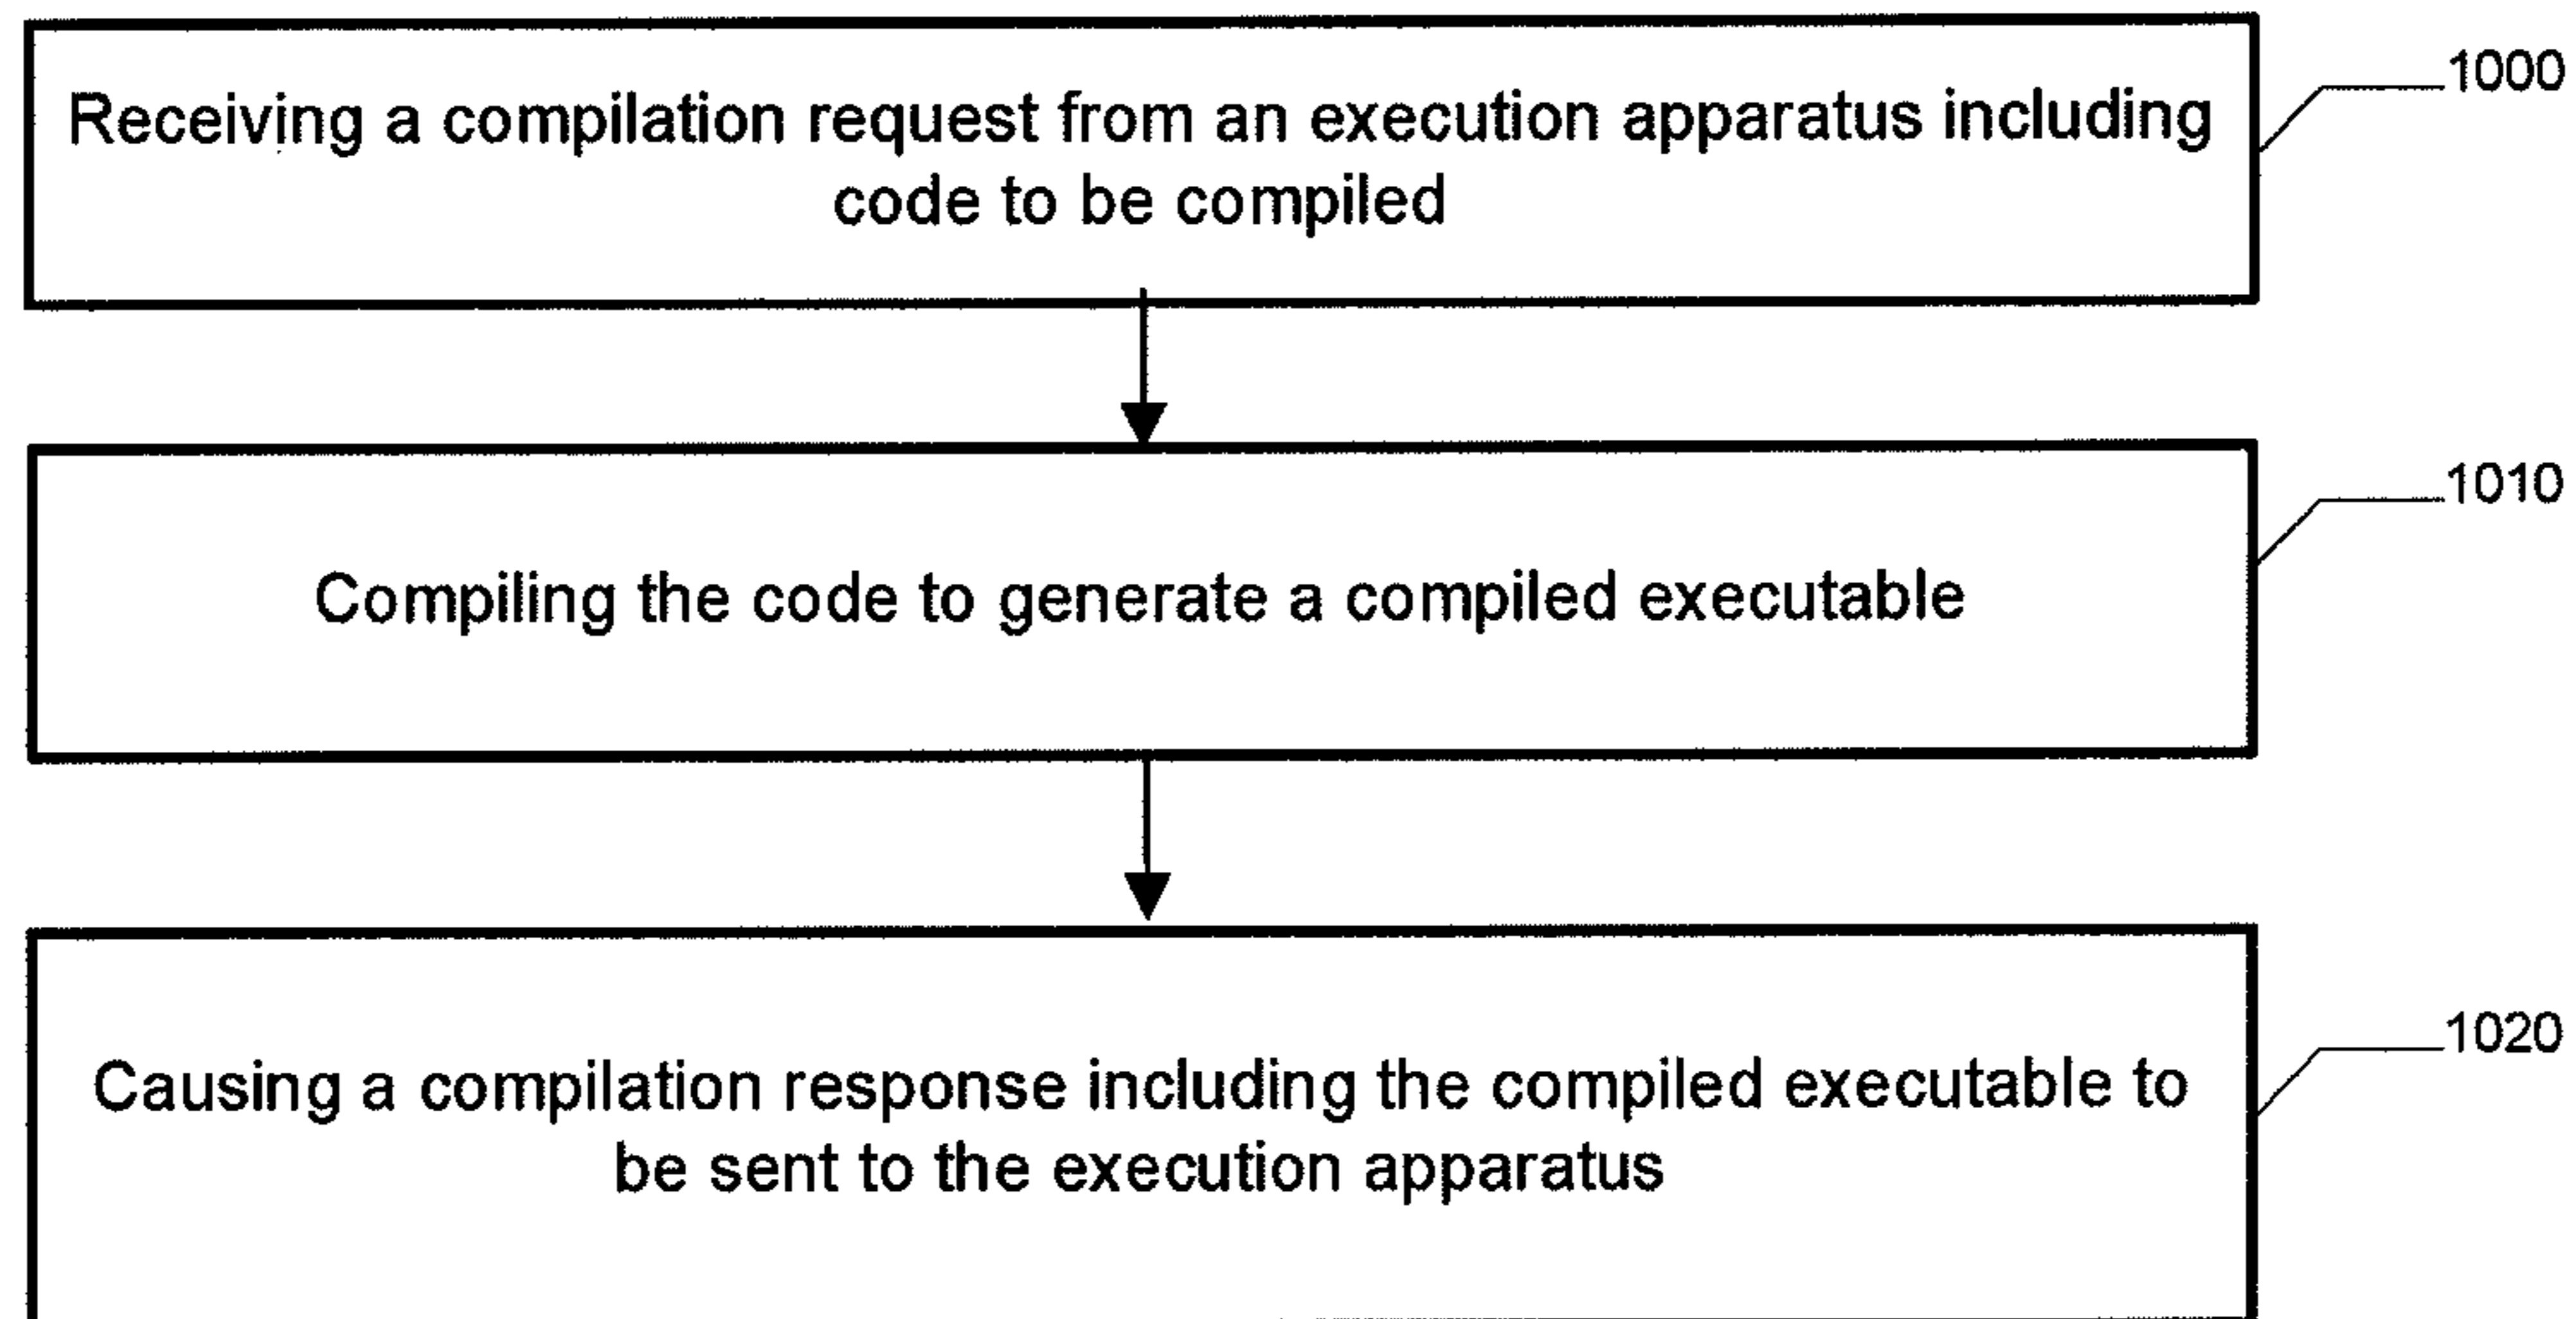 Receiving a compilation request from an execution apparatus including
code to be compiled
1000
Compiling the code to generate a compiled executable
1010
Causing a compilation response including the compiled executable to
be sent to the execution apparatus
1020